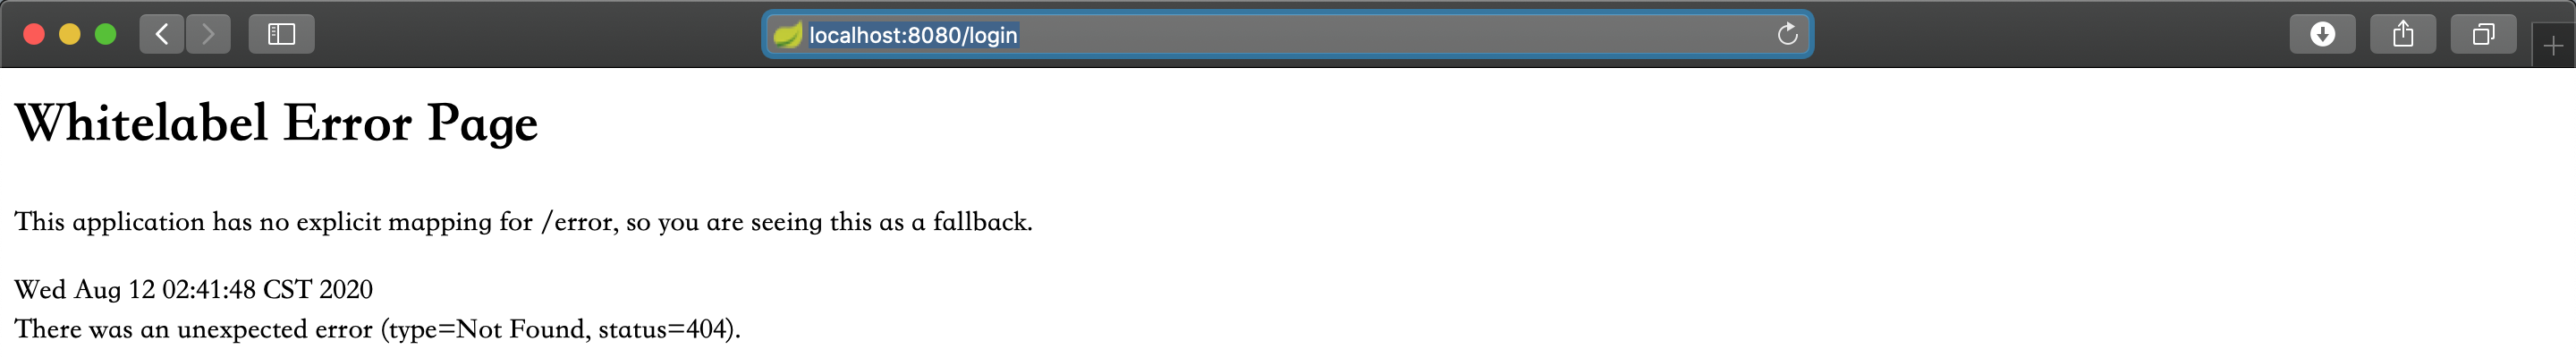 localhost:8080/login
Whitelabel Error Page
This application has no explicit mapping for /error, so you are seeing this as a fallback.
Wed Aug 12 02:41:48 CST 2020
There was an unexpected error (type=Not Found, status=404).